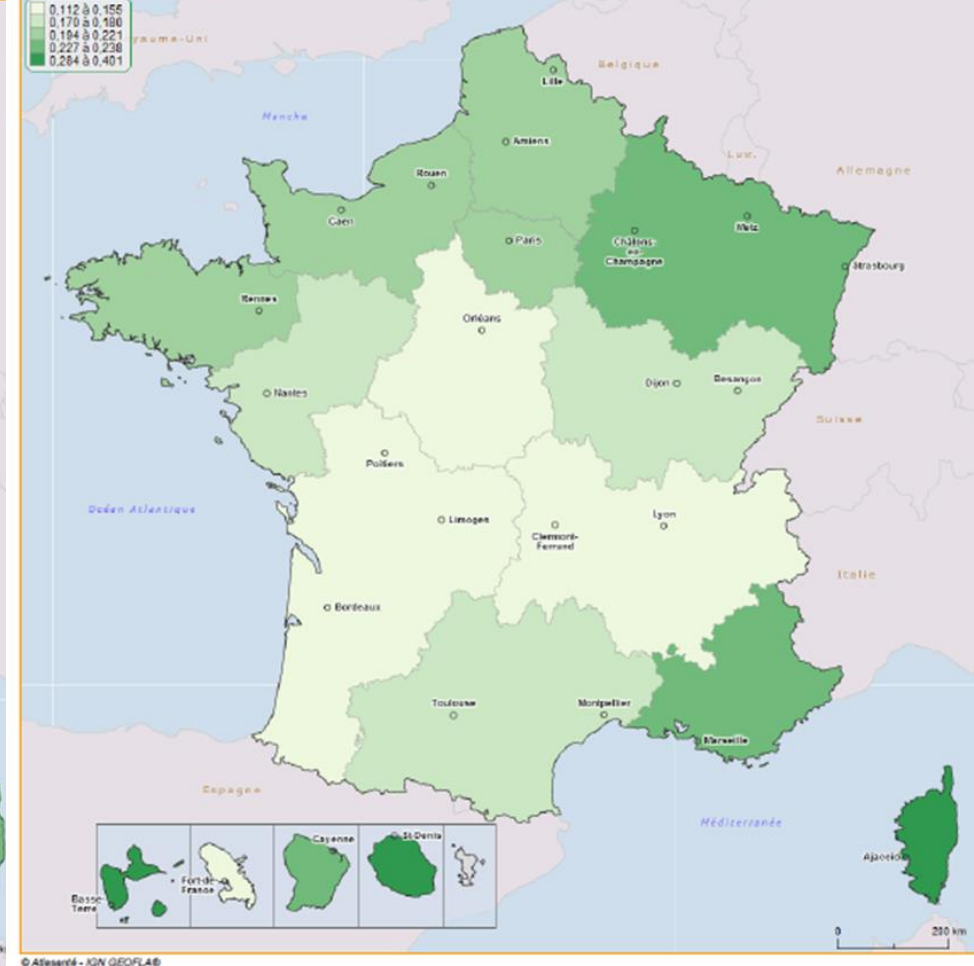 0,112 à 0,155
0,170 à 0,180
0,194 à 0,221
0,227 à 0,238
0,284 à 0,401
yaume-Uni
Belgique
Lille
Manche
Amiens
Lux.
Allemagne
Rouen
Caen
Paris
Metz
Châlons-
en-
Champagne
Strasbourg
Rennes
Orléans
Nantes
Dijon
Besançon
Suisse
Poitiers
Océan Atlantique
Limoges
Lyon
Clermont-
Ferrand
Italie
Bordeaux
Toulouse
Montpellier
Marseille
Espagne
Méditerranée
Cayenne
St-Denis
Ajaccio
Fort-de-
France
Basse-
Terre
0
200 km
© Atlasanté - IGN GEOFLA®